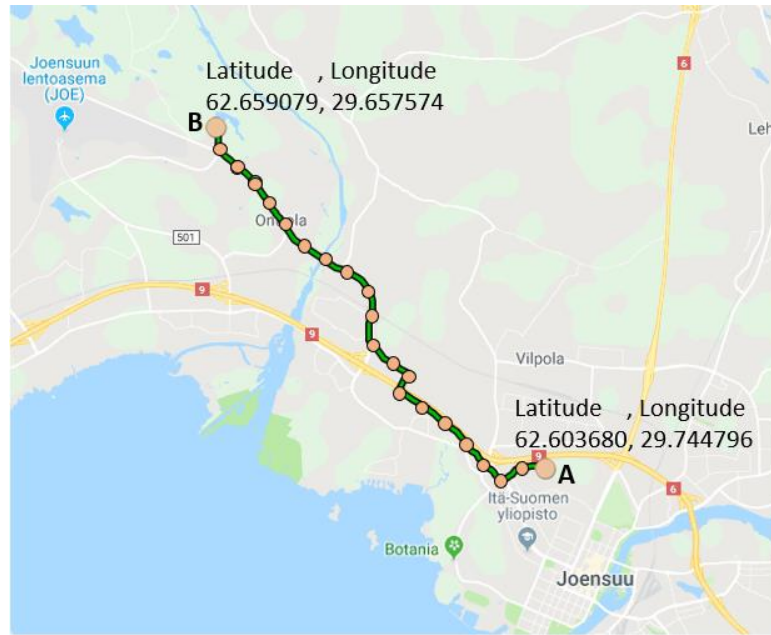 6
Joensuun
lentoasema
(JOE)
Latitude , Longitude
62.659079, 29.657574
B
Leh
Onttola
501
9
9
Vilpola
Latitude , Longitude
62.603680, 29.744796
9
A
6
Itä-Suomen
yliopisto
Botania
Joensuu